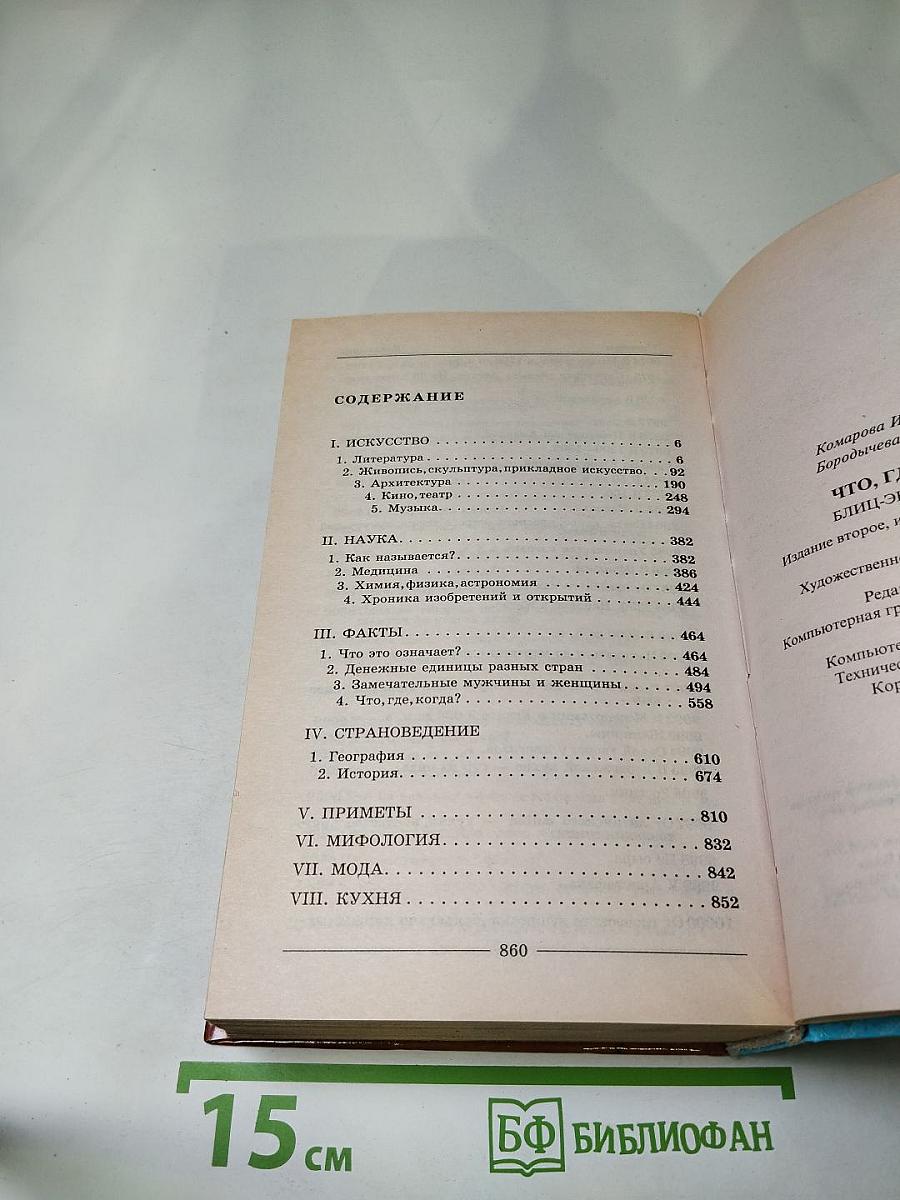 СОДЕРЖАНИЕ
I. ИСКУССТВО . . . . . . . . . . . . . . . . . . . . 6
1. Литература . . . . . . . . . . . . . . . . . . . . 6
2. Живопись, скульптура, прикладное искусство. . . 92
3. Архитектура . . . . . . . . . . . . . . . . . . . . 190
4. Кино, театр . . . . . . . . . . . . . . . . . . . . 248
5. Музыка. . . . . . . . . . . . . . . . . . . . 294
II. НАУКА. . . . . . . . . . . . . . . . . . . . 382
1. Как называется? . . . . . . . . . . . . . . . . . . . . 382
2. Медицина . . . . . . . . . . . . . . . . . . . . 386
3. Химия, физика, астрономия . . . . . . . . . . . . 424
4. Хроника изобретений и открытий . . . . . . . . 444
III. ФАКТЫ. . . . . . . . . . . . . . . . . . . . 464
1. Что это означает? . . . . . . . . . . . . . . . . . . 464
2. Денежные единицы разных стран . . . . . . . . 484
3. Замечательные мужчины и женщины . . . . . . 494
4. Что, где, когда? . . . . . . . . . . . . . . . . . . . . 558
IV. СТРАНОВЕДЕНИЕ
1. География . . . . . . . . . . . . . . . . . . . . 610
2. История. . . . . . . . . . . . . . . . . . . . 674
V. ПРИМЕТЫ . . . . . . . . . . . . . . . . . . . . 810
VI. МИФОЛОГИЯ. . . . . . . . . . . . . . . . . . 832
VII. МОДА. . . . . . . . . . . . . . . . . . . . 842
VIII. КУХНЯ . . . . . . . . . . . . . . . . . . . . 852
860
Комарова И
Бородычева
ЧТО, ГД
БЛИЦ-ЭН
Издание второе, и
Художественно
Реда
Компьютерная гр
Компьюте
Техничес
Кор
15 см
БФ БИБЛИОФАН